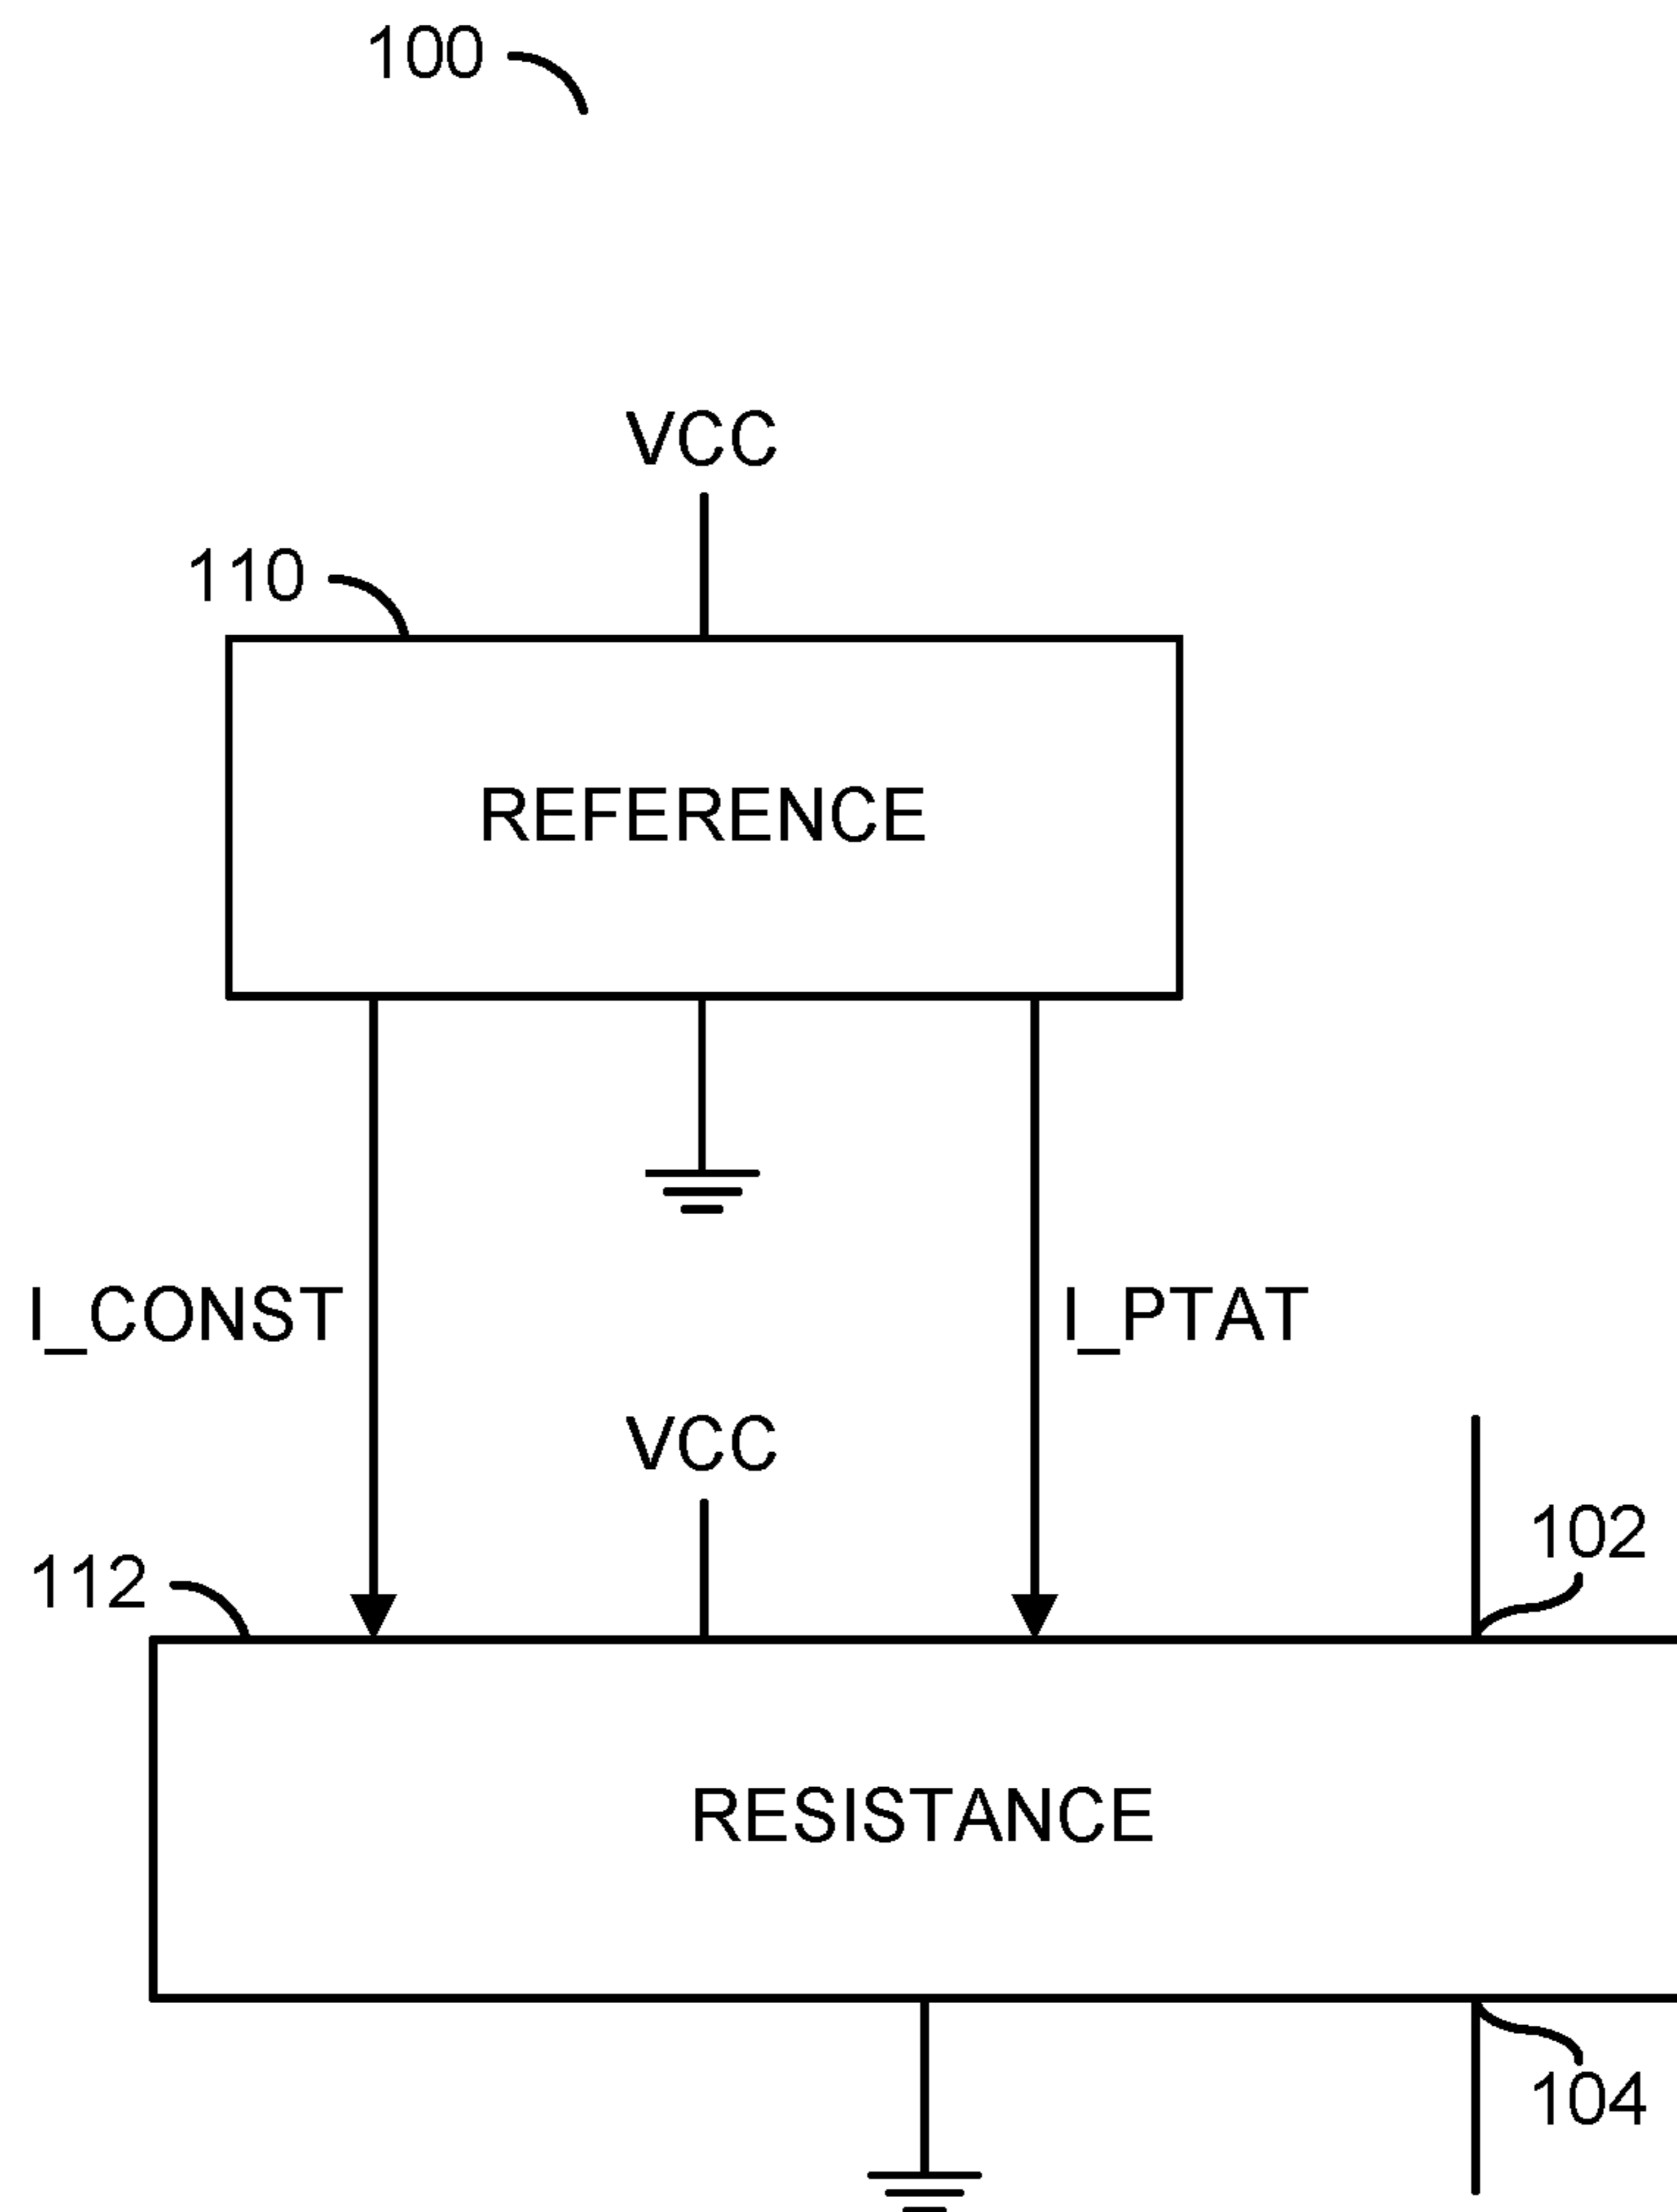 100
VCC
110
REFERENCE
I_CONST
I_PTAT
VCC
102
112
RESISTANCE
104